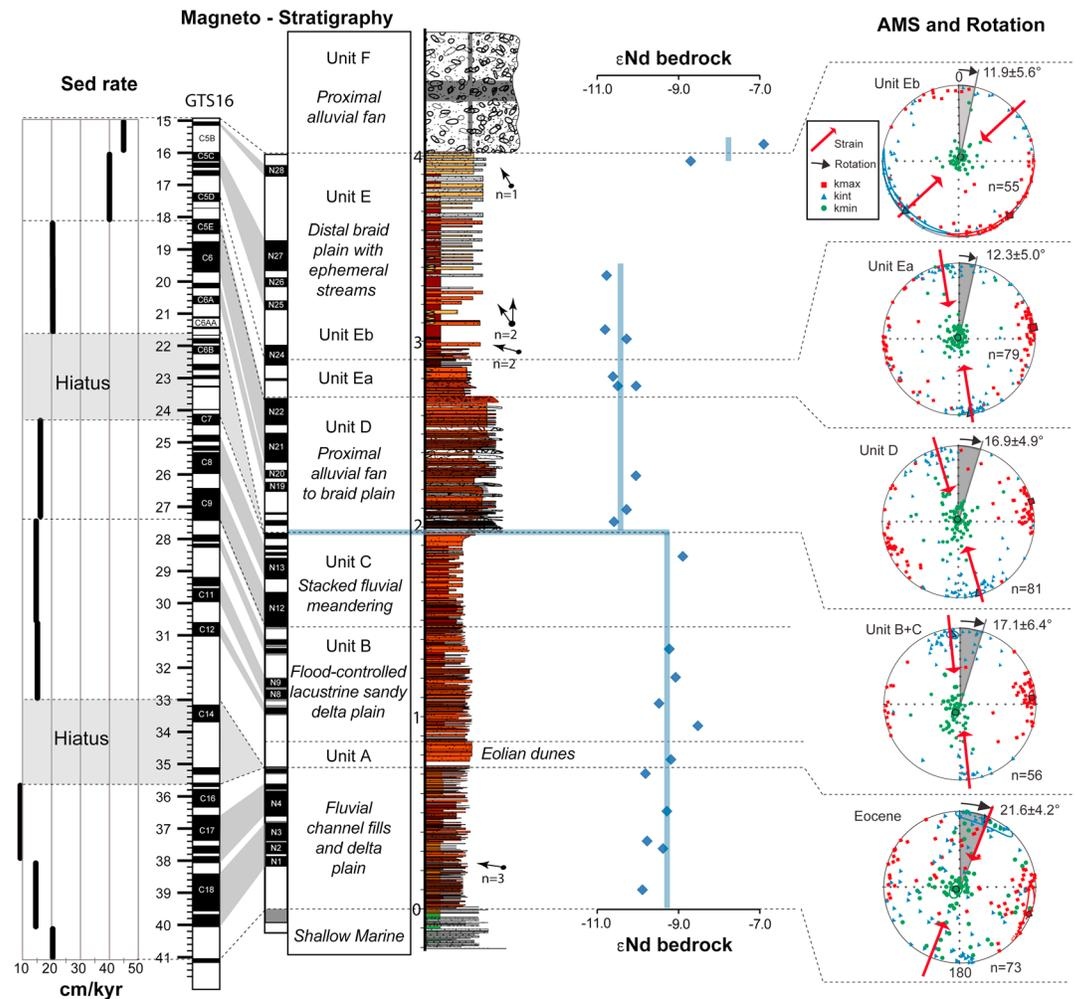 Magneto - Stratigraphy
AMS and Rotation
Sed rate
GTS16
εNd bedrock
-11.0
-9.0
-7.0
Unit F
Proximal
alluvial fan
Unit E
Distal braid
plain with
ephemeral
streams
Unit Eb
Unit Ea
Unit D
Proximal
alluvial fan
to braid plain
Unit C
Stacked fluvial
meandering
Unit B
Flood-controlled
lacustrine sandy
delta plain
Unit A
Eolian dunes
Fluvial
channel fills
and delta
plain
Shallow Marine
Hiatus
Hiatus
15
16
17
18
19
20
21
22
23
24
25
26
27
28
29
30
31
32
33
34
35
36
37
38
39
40
41
C5B
C5C
C5D
C5E
C6
C6A
C6AA
C6B
C7
C8
C9
C11
C12
C14
C16
C17
C18
N28
N27
N26
N25
N24
N22
N21
N20
N19
N13
N12
N9
N8
N4
N3
N2
N1
4
3
2
1
0
n=1
n=2
n=2
n=3
10 20 30 40 50
cm/kyr
-11.0
-9.0
-7.0
εNd bedrock
Strain
Rotation
kmax
kint
kmin
Unit Eb
0
11.9±5.6°
n=55
Unit Ea
12.3±5.0°
n=79
Unit D
16.9±4.9°
n=81
Unit B+C
17.1±6.4°
n=56
Eocene
21.6±4.2°
180
n=73